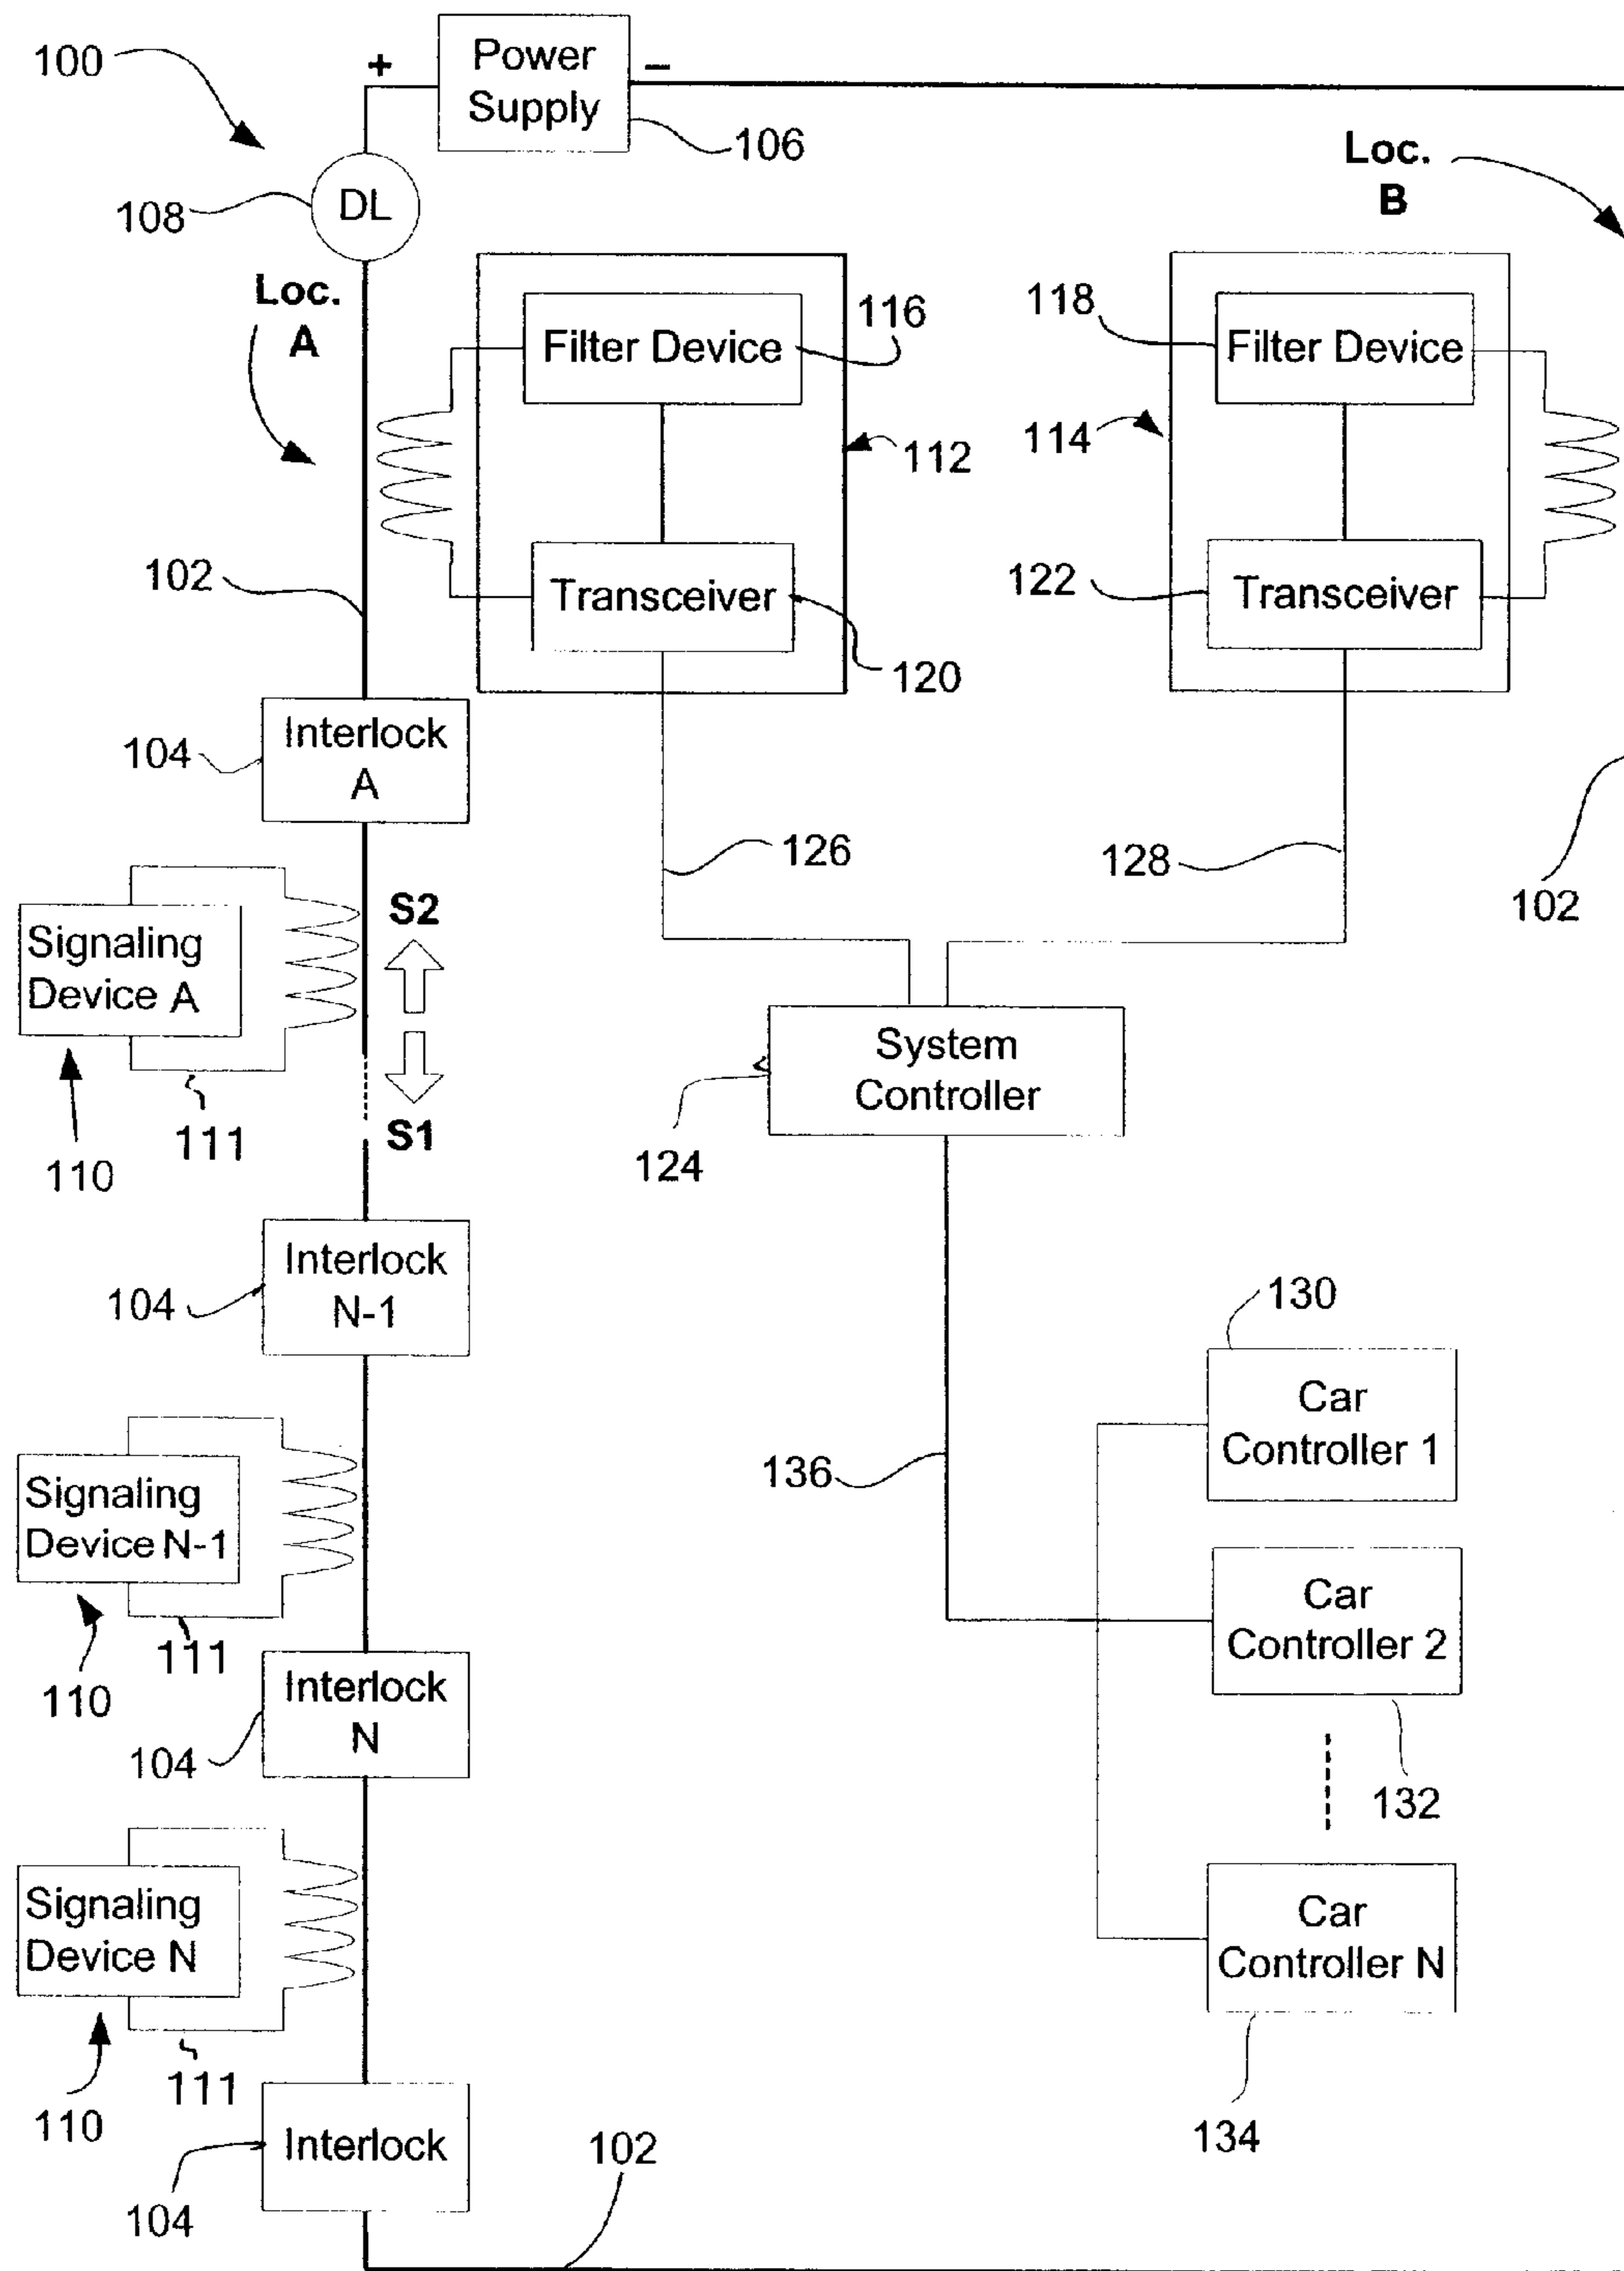 100
+
Power
Supply
−
106
108
DL
Loc.
A
Loc.
B
116
118
Filter Device
Filter Device
112
114
102
122
Transceiver
Transceiver
120
104
Interlock
A
126
128
102
S2
Signaling
Device A
System
Controller
124
S1
111
110
104
Interlock
N-1
130
Car
Controller 1
136
Signaling
Device N-1
Car
Controller 2
111
110
Interlock
N
104
132
Signaling
Device N
Car
Controller N
111
110
134
Interlock
102
104